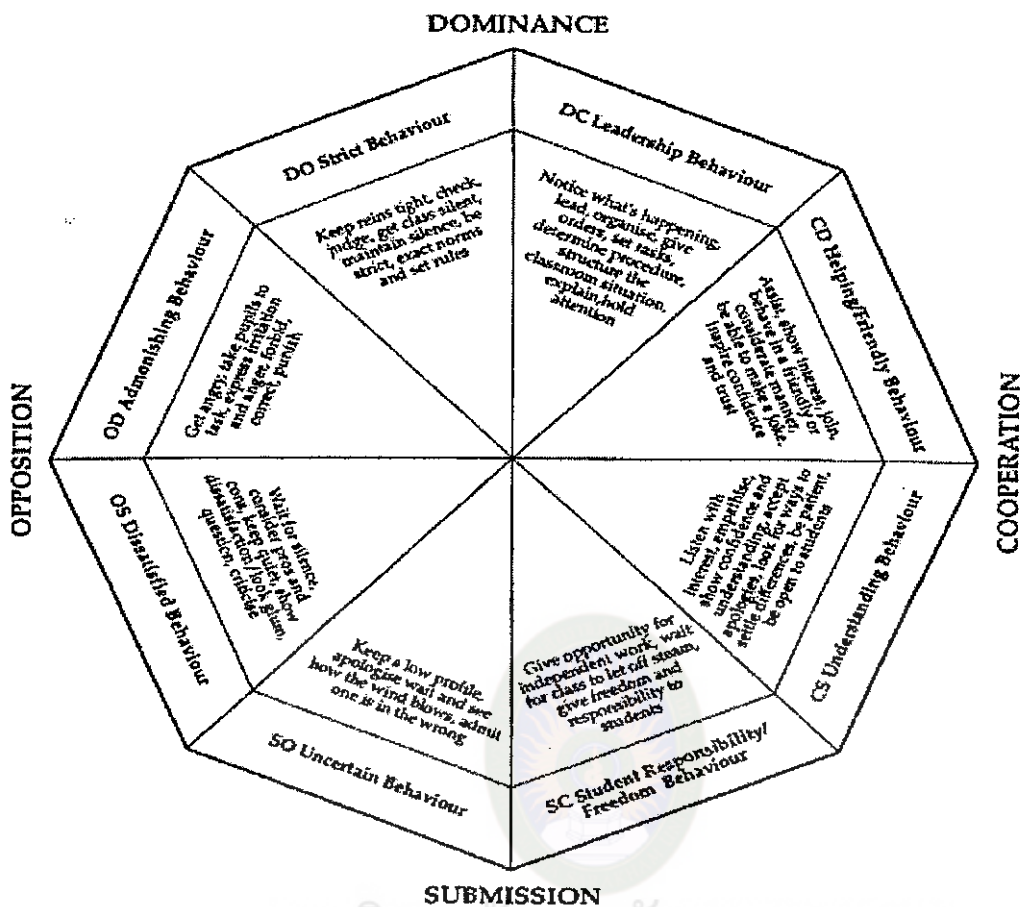 DOMINANCE
DC Leadership Behaviour
Notice what's happening,
lead, organise, give
orders, set tasks,
determine procedure,
structure the
classroom situation,
explain, hold
attention
CD Helping/Friendly Behaviour
Assist, show interest, join,
behave in a friendly or
considerate manner,
be able to make a joke,
inspire confidence
and trust
COOPERATION
CS Understanding Behaviour
Listen with
interest, empathise,
show confidence and
understanding, accept
apologies, look for ways to
settle differences, be patient,
be open to students
SC Student Responsibility/
Freedom Behaviour
Give opportunity for
independent work, wait
for class to let off steam,
give freedom and
responsibility to
students
SUBMISSION
SO Uncertain Behaviour
Keep a low profile,
apologise wait and see
how the wind blows, admit
one is in the wrong
OS Dissatisfied Behaviour
Wait for silence,
consider pros and
cons, keep quiet, show
dissatisfaction/look glum,
question, criticise
OPPOSITION
OD Admonishing Behaviour
Get angry, take pupils to
task, express irritation
and anger, forbid,
correct, punish
DO Strict Behaviour
Keep reins tight, check,
judge, get class silent,
maintain silence, be
strict, exact norms
and set rules